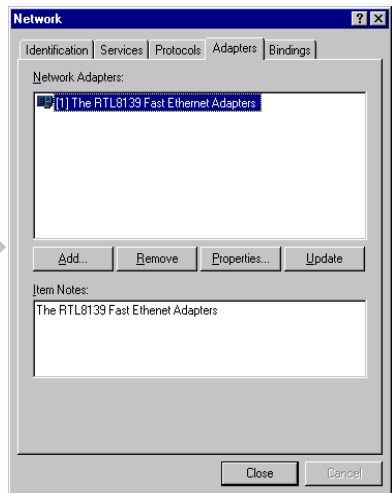 Network
Identification Services Protocols Adapters Bindings
Network Adapters:
[1] The RTL8139 Fast Ethernet Adapters
Add... Remove Properties... Update
Item Notes:
The RTL8139 Fast Ethenet Adapters
Close Cancel